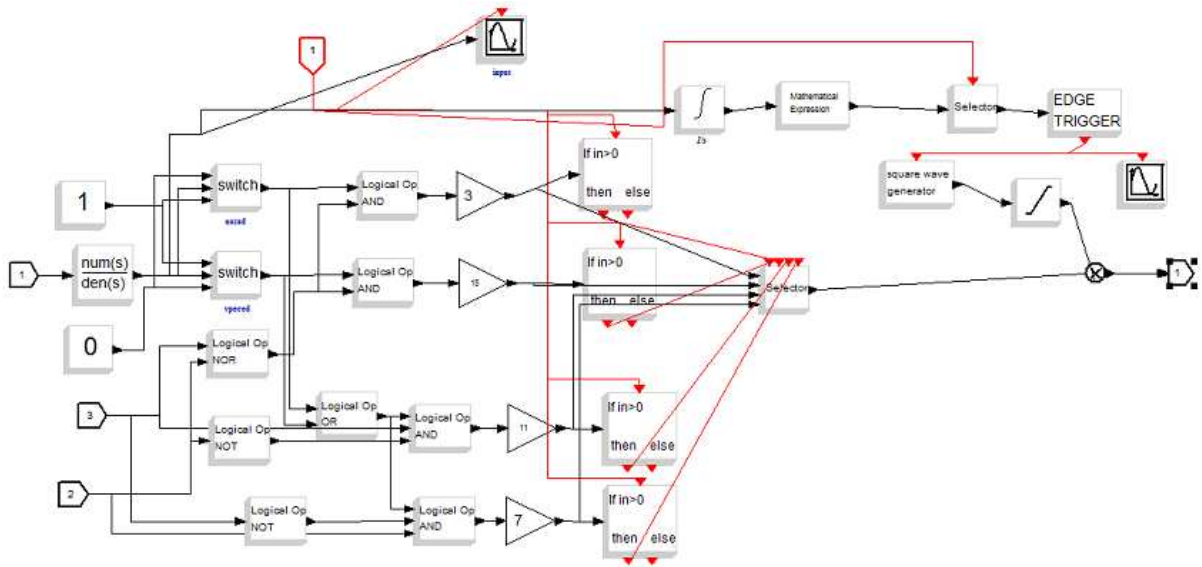 1
input
1/s
Mathematical
Expression
Selector
EDGE
TRIGGER
square wave
generator
If in>0
then else
1
switch
Logical Op
AND
3
1
num(s)
den(s)
switch
Logical Op
AND
If in>0
then else
Selector
1
0
Logical Op
NOR
3
Logical Op
OR
Logical Op
NOT
Logical Op
AND
11
If in>0
then else
2
Logical Op
NOT
Logical Op
AND
7
If in>0
then else